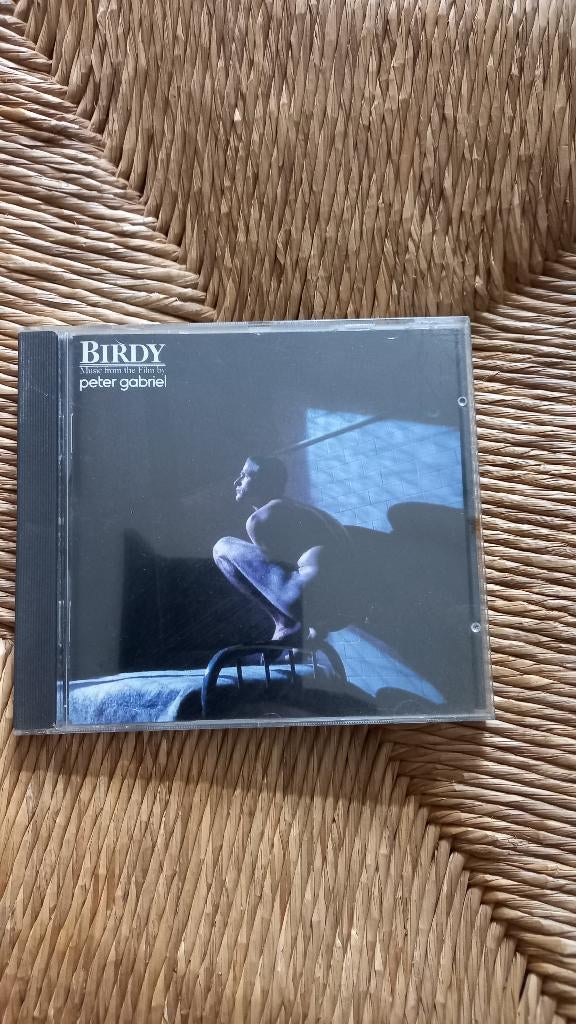 BIRDY
Music from the Film by
peter gabriel